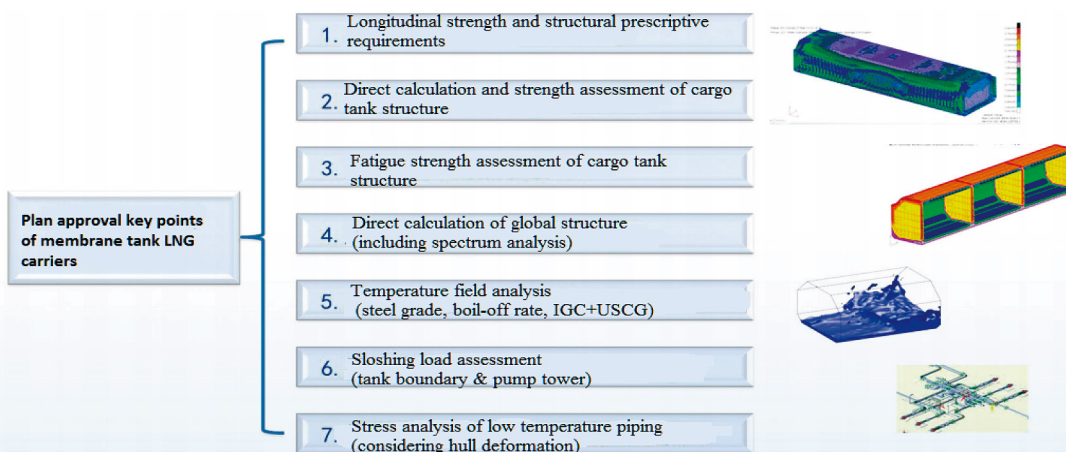 Plan approval key points
of membrane tank LNG
carriers
1. Longitudinal strength and structural prescriptive
requirements
2. Direct calculation and strength assessment of cargo
tank structure
3. Fatigue strength assessment of cargo tank
structure
4. Direct calculation of global structure
(including spectrum analysis)
5. Temperature field analysis
(steel grade, boil-off rate, IGC+USCG)
6. Sloshing load assessment
(tank boundary & pump tower)
7. Stress analysis of low temperature piping
(considering hull deformation)